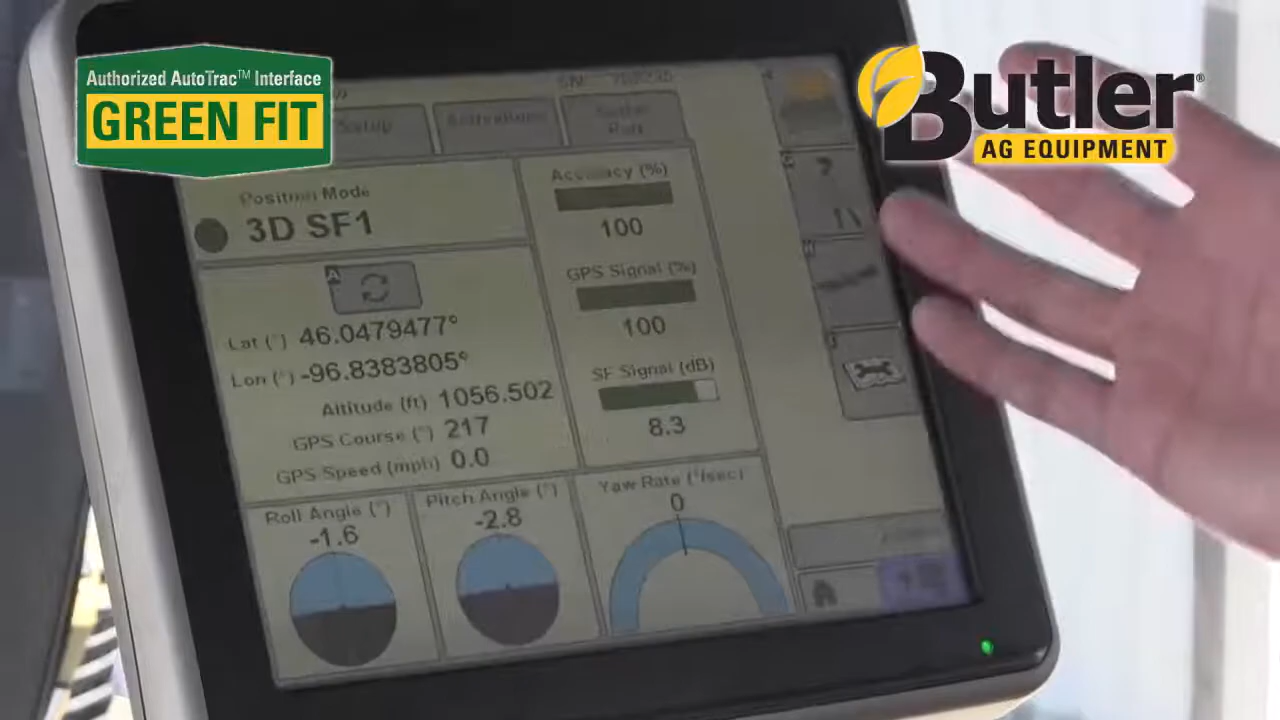 Authorized AutoTrac™ Interface
GREEN FIT
Butler®
AG EQUIPMENT
Setup
Activations
Serial
Port
Position Mode
3D SF1
A
Lat (°) 46.0479477°
Lon (°) -96.8383805°
Altitude (ft) 1056.502
GPS Course (°) 217
GPS Speed (mph) 0.0
Accuracy (%)
100
GPS Signal (%)
100
SF Signal (dB)
8.3
Roll Angle (°)
-1.6
Pitch Angle (°)
-2.8
Yaw Rate (°/sec)
0
G
?
H